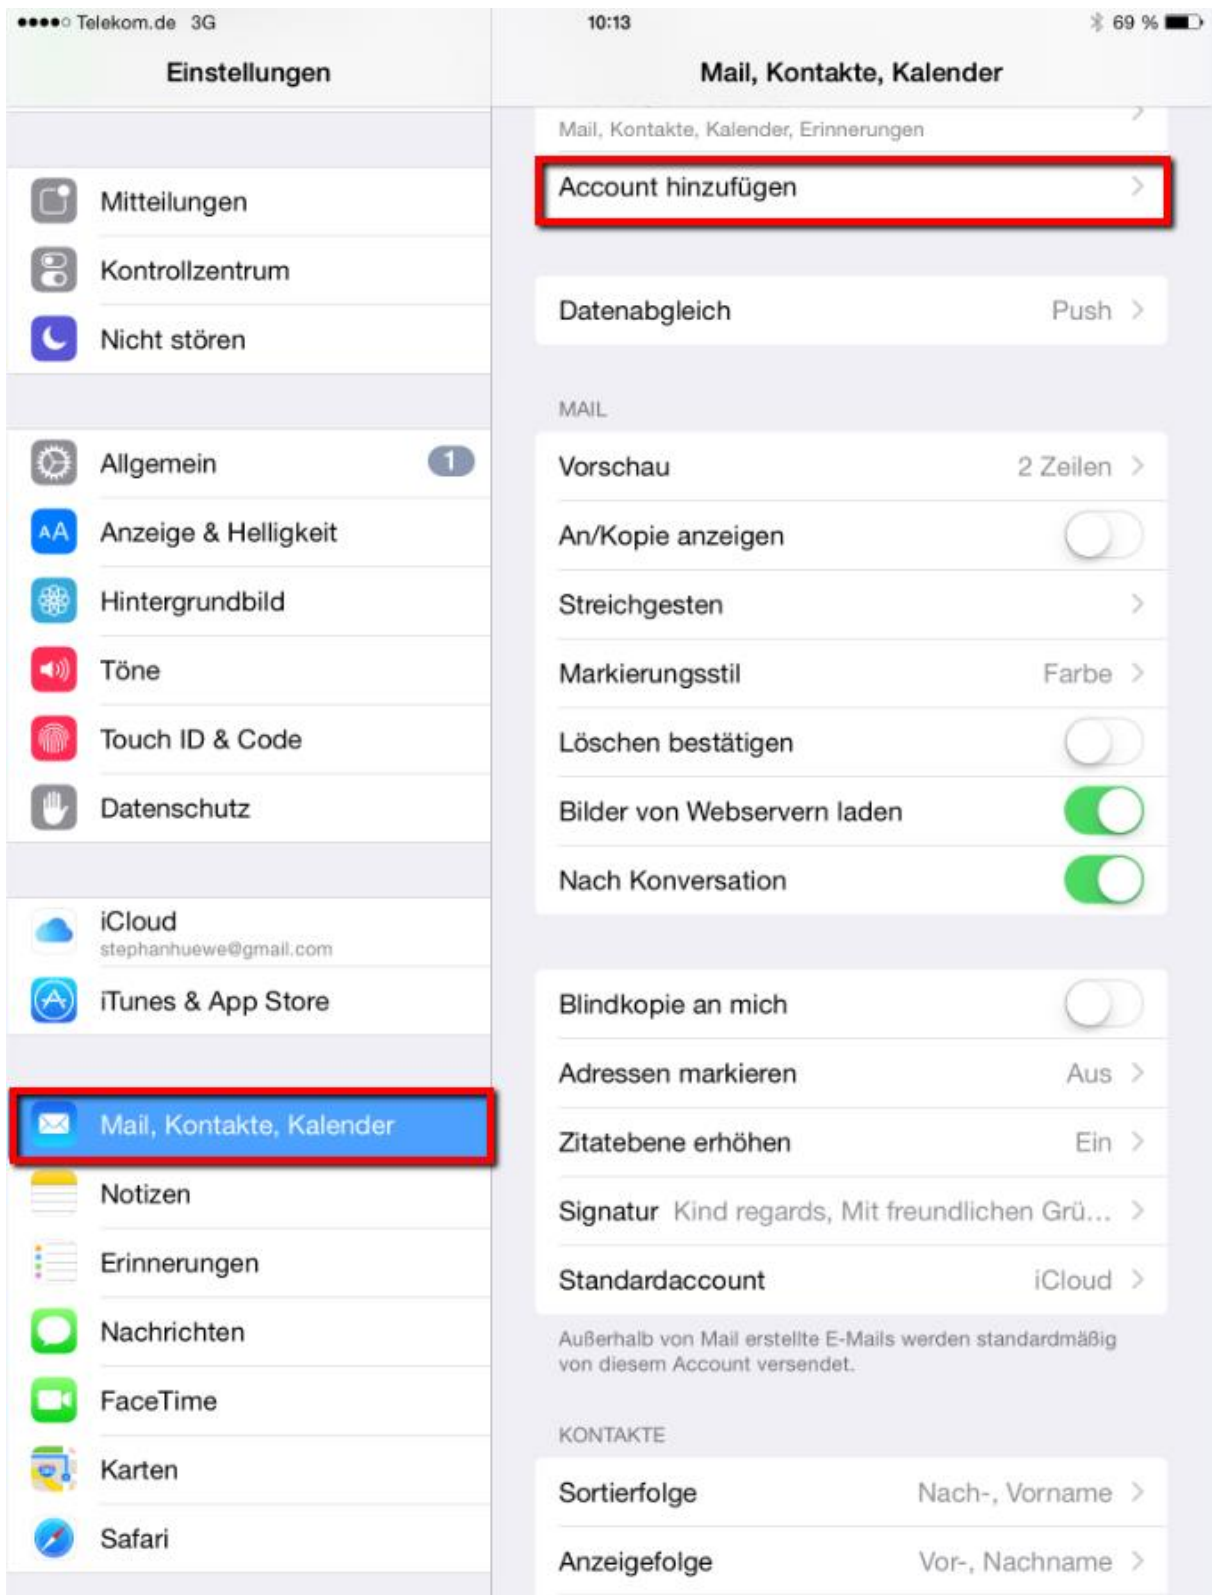 Telekom.de 3G
10:13
69 %
Einstellungen
Mitteilungen
Kontrollzentrum
Nicht stören
Allgemein 1
AA Anzeige & Helligkeit
Hintergrundbild
Töne
Touch ID & Code
Datenschutz
iCloud
stephanhuewe@gmail.com
iTunes & App Store
Mail, Kontakte, Kalender
Notizen
Erinnerungen
Nachrichten
FaceTime
Karten
Safari
Mail, Kontakte, Kalender
Mail, Kontakte, Kalender, Erinnerungen
Account hinzufügen
Datenabgleich Push
MAIL
Vorschau 2 Zeilen
An/Kopie anzeigen
Streichgesten
Markierungsstil Farbe
Löschen bestätigen
Bilder von Webservern laden
Nach Konversation
Blindkopie an mich
Adressen markieren Aus
Zitatebene erhöhen Ein
Signatur Kind regards, Mit freundlichen Grü...
Standardaccount iCloud
Außerhalb von Mail erstellte E-Mails werden standardmäßig
von diesem Account versendet.
KONTAKTE
Sortierfolge Nach-, Vorname
Anzeigefolge Vor-, Nachname